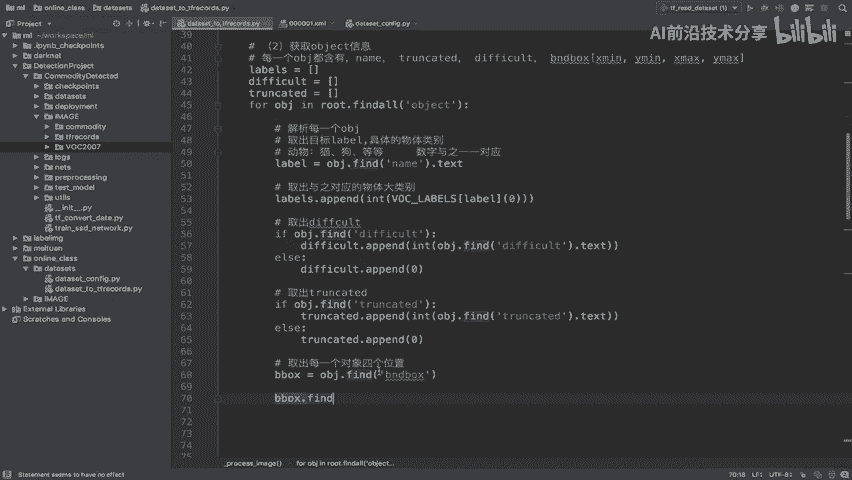 ml
online_class
datasets
dataset_to_tfrecords.py
tf_read_dataset (1)
AI前沿技术分享 bilibili
Project
dataset_to_tfrecords.py
000001.xml
dataset_config.py
ml ~/workspace/ml
.ipynb_checkpoints
darknet
DetectionProject
CommodityDetected
checkpoints
datasets
deployment
IMAGE
commodity
tfrecords
VOC2007
logs
nets
preprocessing
test_model
utils
__init__.py
tf_convert_date.py
train_ssd_network.py
labelimg
meituan
online_class
datasets
dataset_config.py
dataset_to_tfrecords.py
IMAGE
External Libraries
Scratches and Consoles
39
40 # （2）获取object信息
41 # 每一个obj都含有，name， truncated， difficult， bndbox[xmin, ymin, xmax, ymax]
42 labels = []
43 difficult = []
44 truncated = []
45 for obj in root.findall('object'):
46
47 # 解析每一个obj
48 # 取出目标label,具体的物体类别
49 # 动物：猫、狗、等等 数字与之一一对应
50 label = obj.find('name').text
51
52 # 取出与之对应的物体大类别
53 labels.append(int(VOC_LABELS[label](0)))
54
55 # 取出diffcult
56 if obj.find('difficult'):
57 difficult.append(int(obj.find('difficult').text))
58 else:
59 difficult.append(0)
60
61 # 取出truncated
62 if obj.find('truncated'):
63 truncated.append(int(obj.find('truncated').text))
64 else:
65 truncated.append(0)
66
67 # 取出每一个对象四个位置
68 bbox = obj.find('bndbox')
69
70 bbox.find
71
72
73
74
75
_process_image()
for obj in root.findall('object...
Statement seems to have no effect
70:18
LF:
UTF-8: